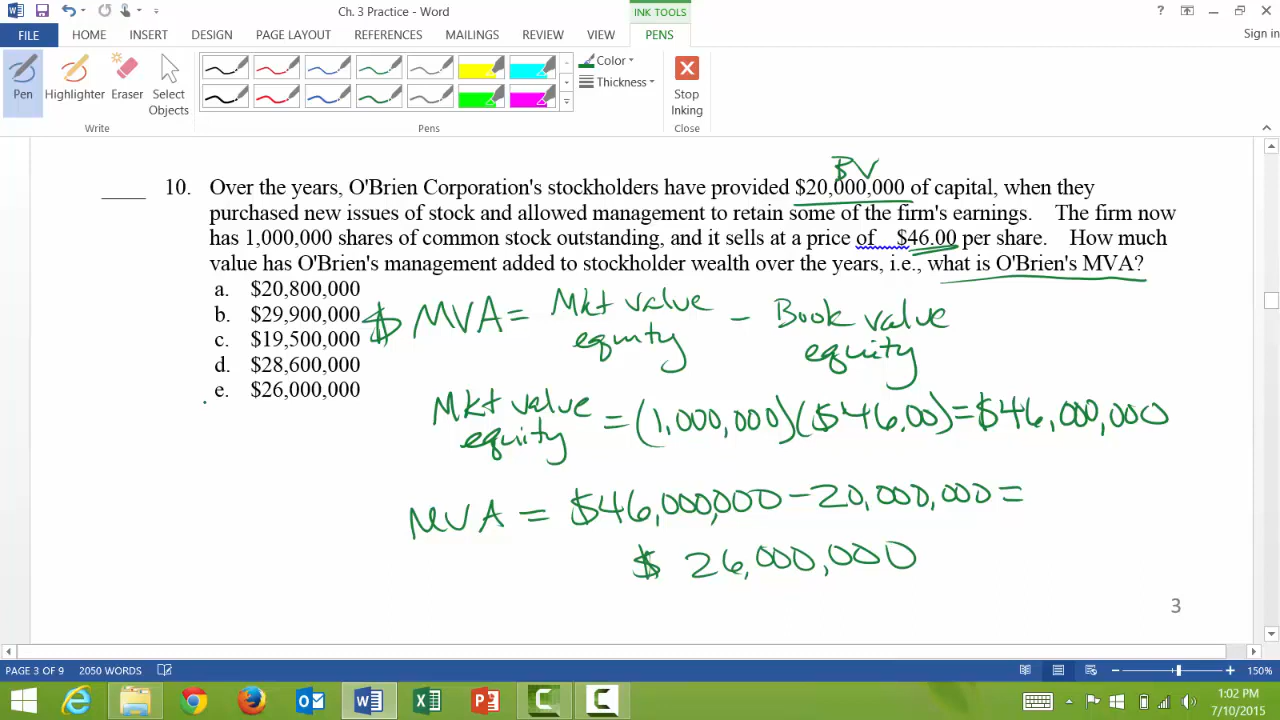 Ch. 3 Practice - Word
INK TOOLS
?
FILE
HOME
INSERT
DESIGN
PAGE LAYOUT
REFERENCES
MAILINGS
REVIEW
VIEW
PENS
Sign in
Pen
Highlighter
Eraser
Select Objects
Color
Thickness
Stop Inking
Write
Pens
Close
BV
____ 10. Over the years, O'Brien Corporation's stockholders have provided $20,000,000 of capital, when they
purchased new issues of stock and allowed management to retain some of the firm's earnings. The firm now
has 1,000,000 shares of common stock outstanding, and it sells at a price of $46.00 per share. How much
value has O'Brien's management added to stockholder wealth over the years, i.e., what is O'Brien's MVA?
a. $20,800,000
b. $29,900,000
c. $19,500,000
d. $28,600,000
e. $26,000,000
$ MVA = Mkt value equity - Book value equity
Mkt value equity = (1,000,000)($46.00) = $46,000,000
MVA = $46,000,000 - 20,000,000 =
$ 26,000,000
3
PAGE 3 OF 9
2050 WORDS
150%
1:02 PM
7/10/2015